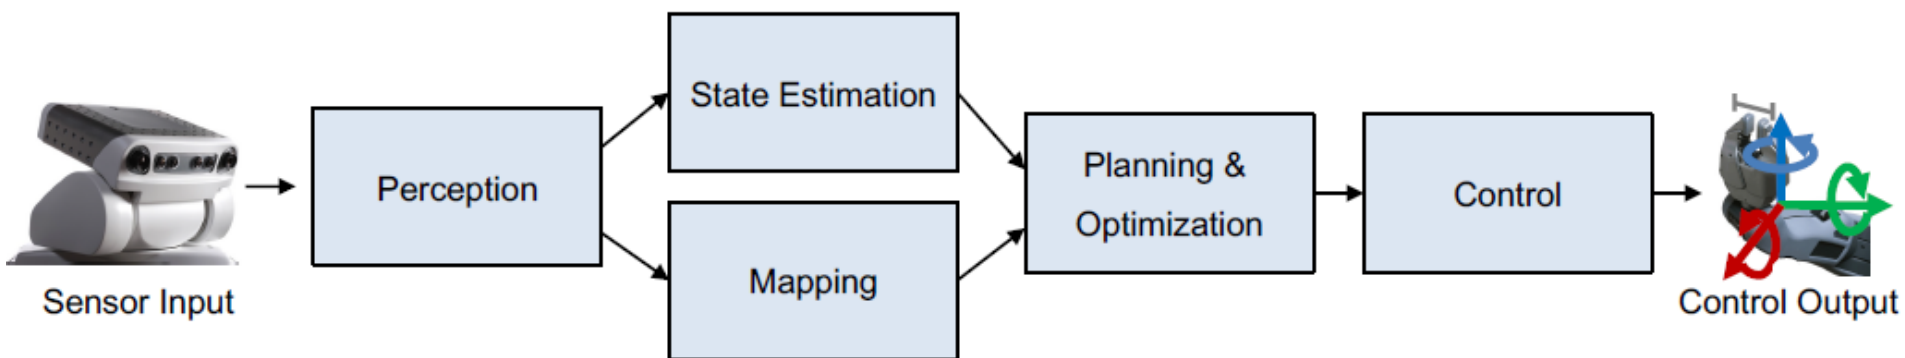 Sensor Input
Perception
State Estimation
Mapping
Planning &
Optimization
Control
Control Output